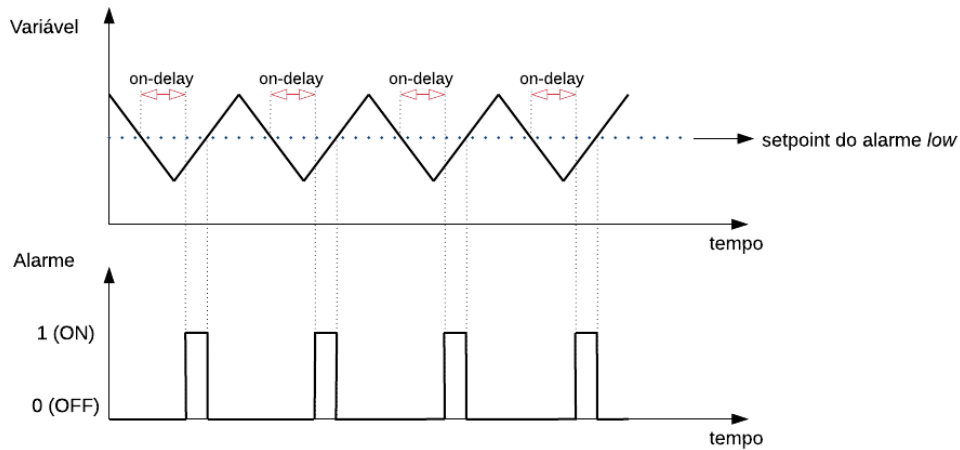 Variável
on-delay on-delay on-delay on-delay
setpoint do alarme low
tempo
Alarme
1 (ON)
0 (OFF)
tempo